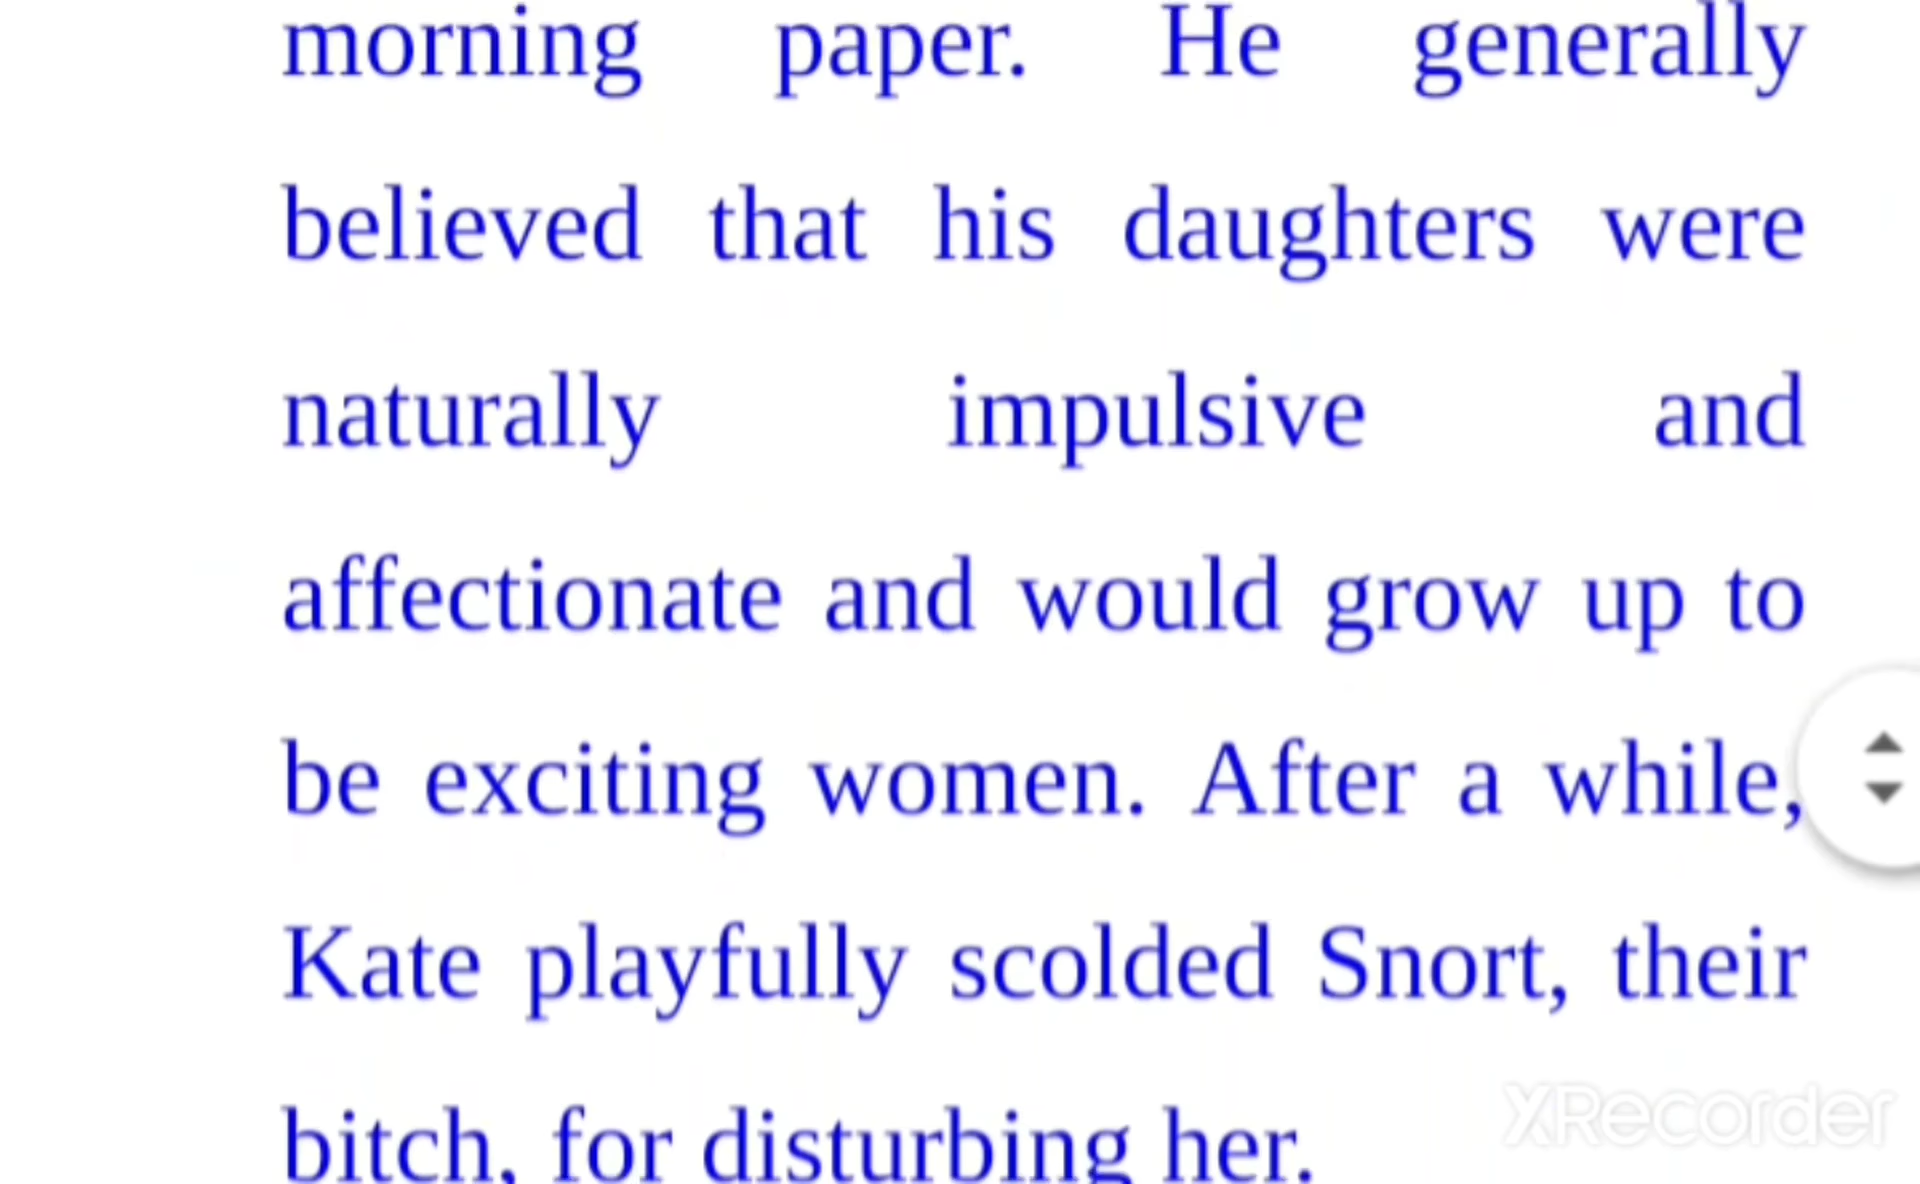 morning paper. He generally
believed that his daughters were
naturally impulsive and
affectionate and would grow up to
be exciting women. After a while,
Kate playfully scolded Snort, their
bitch, for disturbing her.
XRecorder